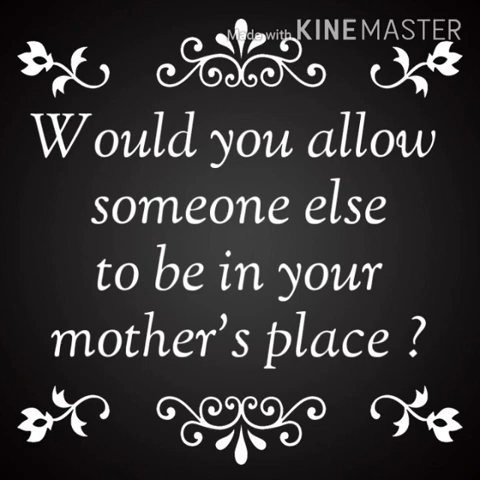 Made with KINEMASTER
Would you allow
someone else
to be in your
mother's place ?